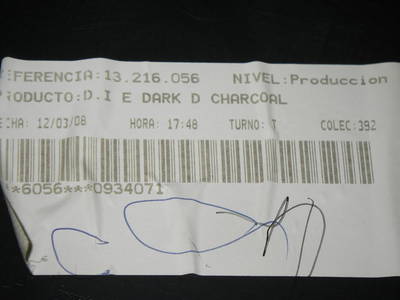 EFERENCIA:13.216.056 NIVEL:Produccion
PRODUCTO:D.I E DARK D CHARCOAL
ECHA: 12/03/08 HORA: 17:48 TURNO: T COLEC:392
**6056***0934071